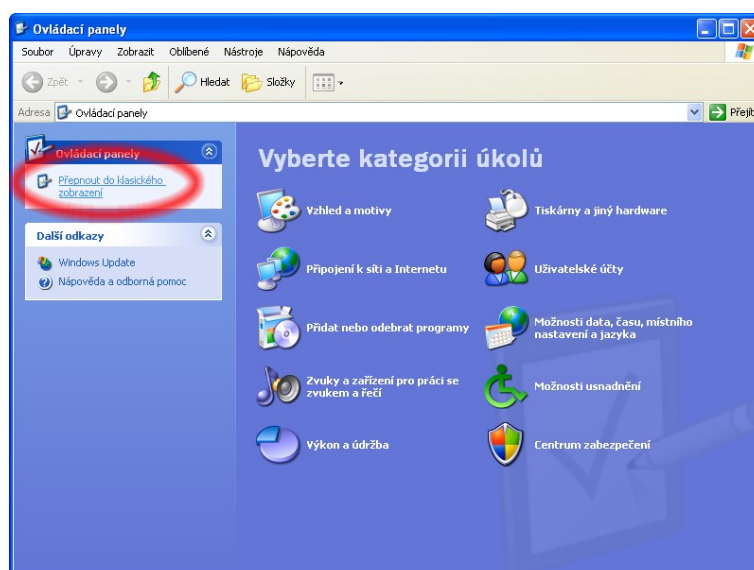 Ovládací panely
Soubor Úpravy Zobrazit Oblíbené Nástroje Nápověda
Zpět Hledat Složky
Adresa Ovládací panely Přejít
Ovládací panely
Přepnout do klasického
zobrazení
Další odkazy
Windows Update
Nápověda a odborná pomoc
Vyberte kategorii úkolů
Vzhled a motivy
Tiskárny a jiný hardware
Připojení k síti a Internetu
Uživatelské účty
Přidat nebo odebrat programy
Možnosti data, času, místního
nastavení a jazyka
Zvuky a zařízení pro práci se
zvukem a řečí
Možnosti usnadnění
Výkon a údržba
Centrum zabezpečení